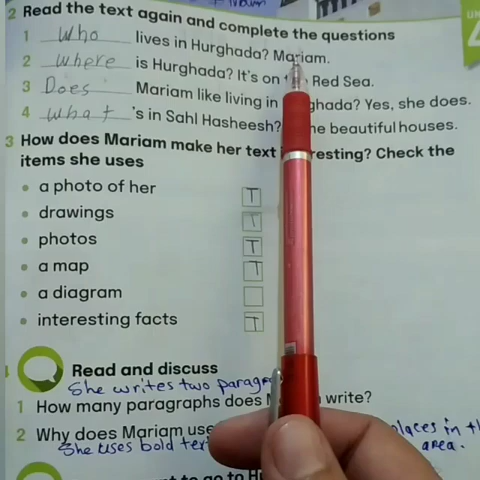 2 Read the text again and complete the questions
1 Who lives in Hurghada? Mariam.
2 where is Hurghada? It's on Red Sea.
3 Does Mariam like living in ghada? Yes, she does.
4 what 's in Sahl Hasheesh? beautiful houses.
3 How does Mariam make her text resting? Check the
items she uses
• a photo of her T
• drawings T
• photos T
• a map T
• a diagram
• interesting facts T
Read and discuss
She writes two paragr
1 How many paragraphs does write?
2 Why does Mariam use places in
She uses bold area.